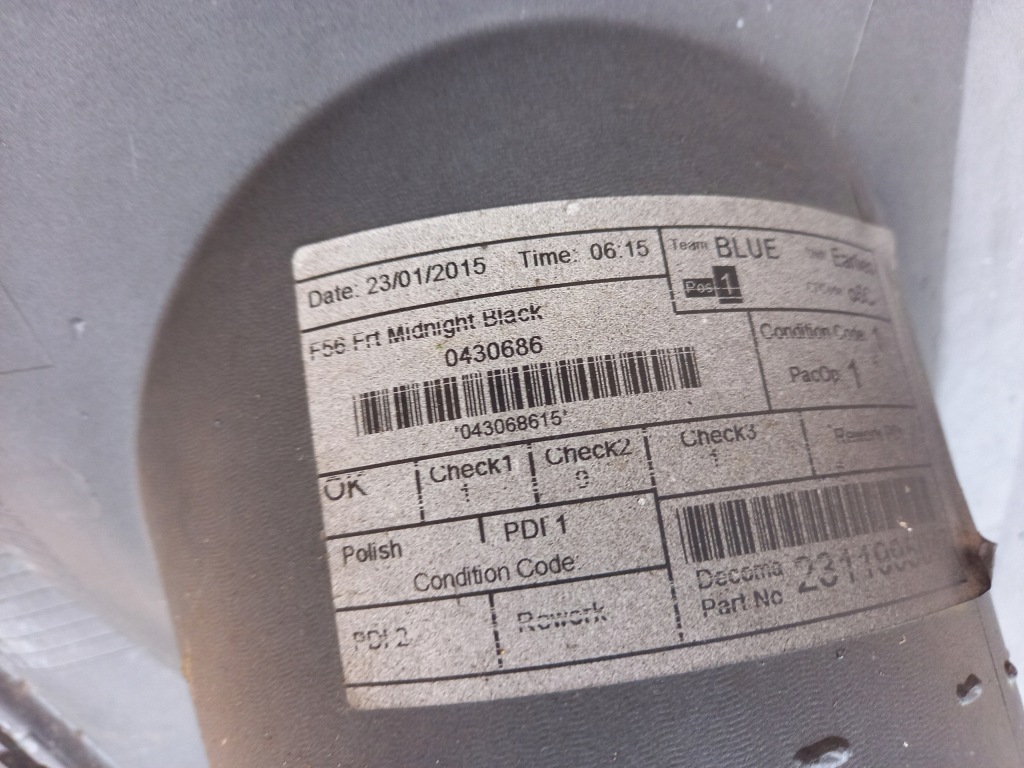 Date: 23/01/2015 Time: 06:15
Team BLUE
Pos 1
F56 Frt Midnight Black
0430686
*043068615*
Condition Code 1
PacOp 1
OK Check1 Check2 Check3
1 0 1
Polish PDI 1
Condition Code:
Decoma
Part No
PDI 2 Rework